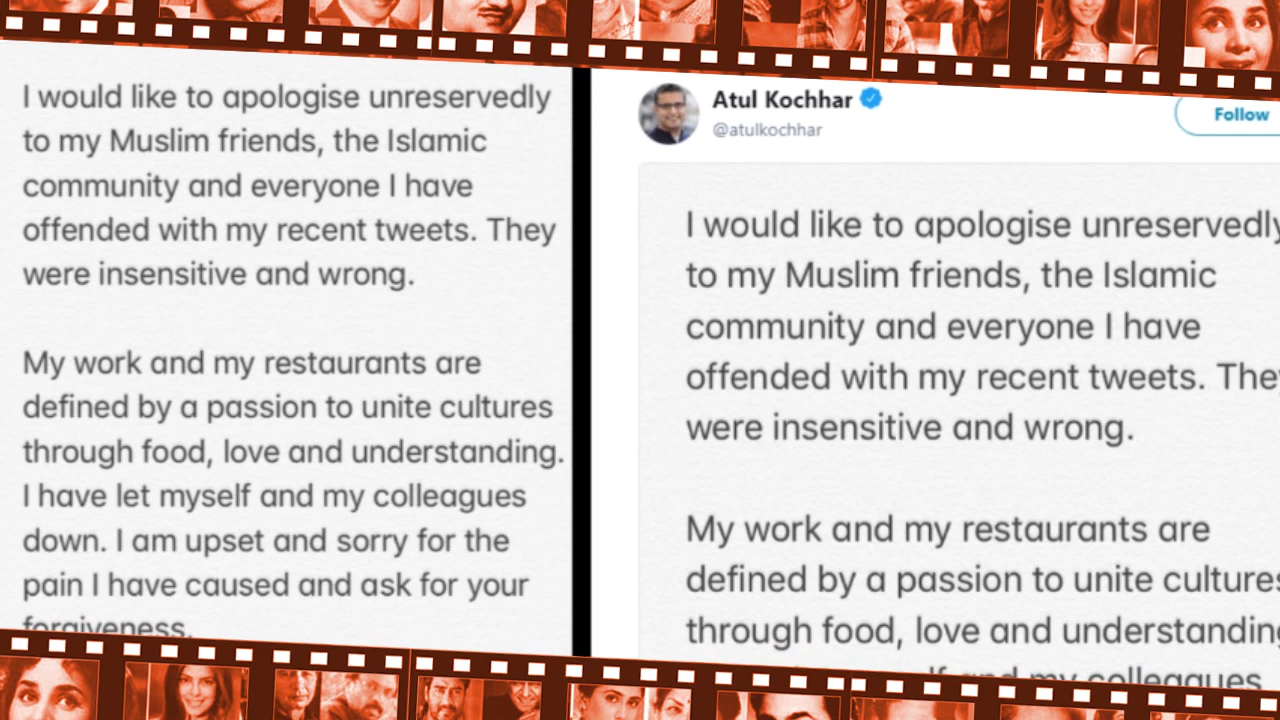 I would like to apologise unreservedly
to my Muslim friends, the Islamic
community and everyone I have
offended with my recent tweets. They
were insensitive and wrong.
My work and my restaurants are
defined by a passion to unite cultures
through food, love and understanding.
I have let myself and my colleagues
down. I am upset and sorry for the
pain I have caused and ask for your
forgiveness.
Atul Kochhar
@atulkochhar
Follow
I would like to apologise unreservedly
to my Muslim friends, the Islamic
community and everyone I have
offended with my recent tweets. They
were insensitive and wrong.
My work and my restaurants are
defined by a passion to unite cultures
through food, love and understanding
myself and my colleagues